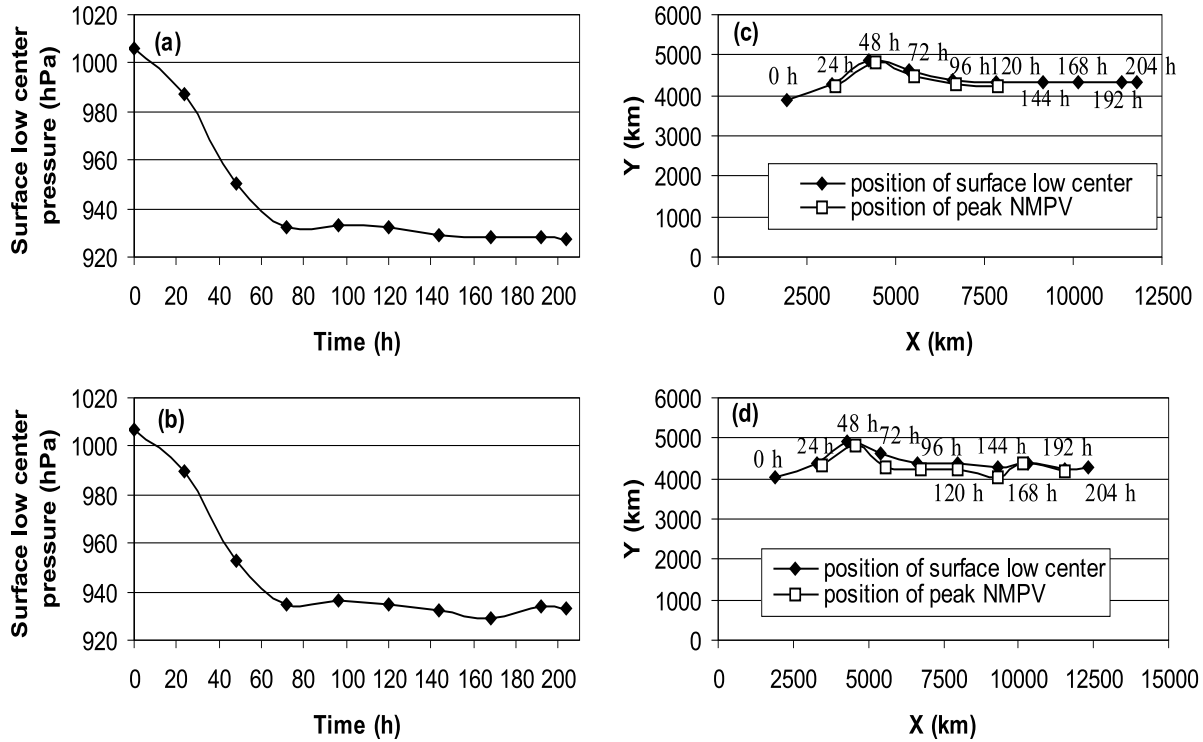 (a)
Surface low center
pressure (hPa)
1020
1000
980
960
940
920
0 20 40 60 80 100 120 140 160 180 200
Time (h)
(c)
Y (km)
6000
5000
4000
3000
2000
1000
0
0 h
24 h
48 h
72 h
96 h
120 h
168 h
204 h
144 h
192 h
position of surface low center
position of peak NMPV
0 2500 5000 7500 10000 12500
X (km)
(b)
Surface low center
pressure (hPa)
1020
1000
980
960
940
920
0 20 40 60 80 100 120 140 160 180 200
Time (h)
(d)
Y (km)
6000
5000
4000
3000
2000
1000
0
0 h
24 h
48 h
72 h
96 h
144 h
192 h
120 h
168 h
204 h
position of surface low center
position of peak NMPV
0 2500 5000 7500 10000 12500 15000
X (km)